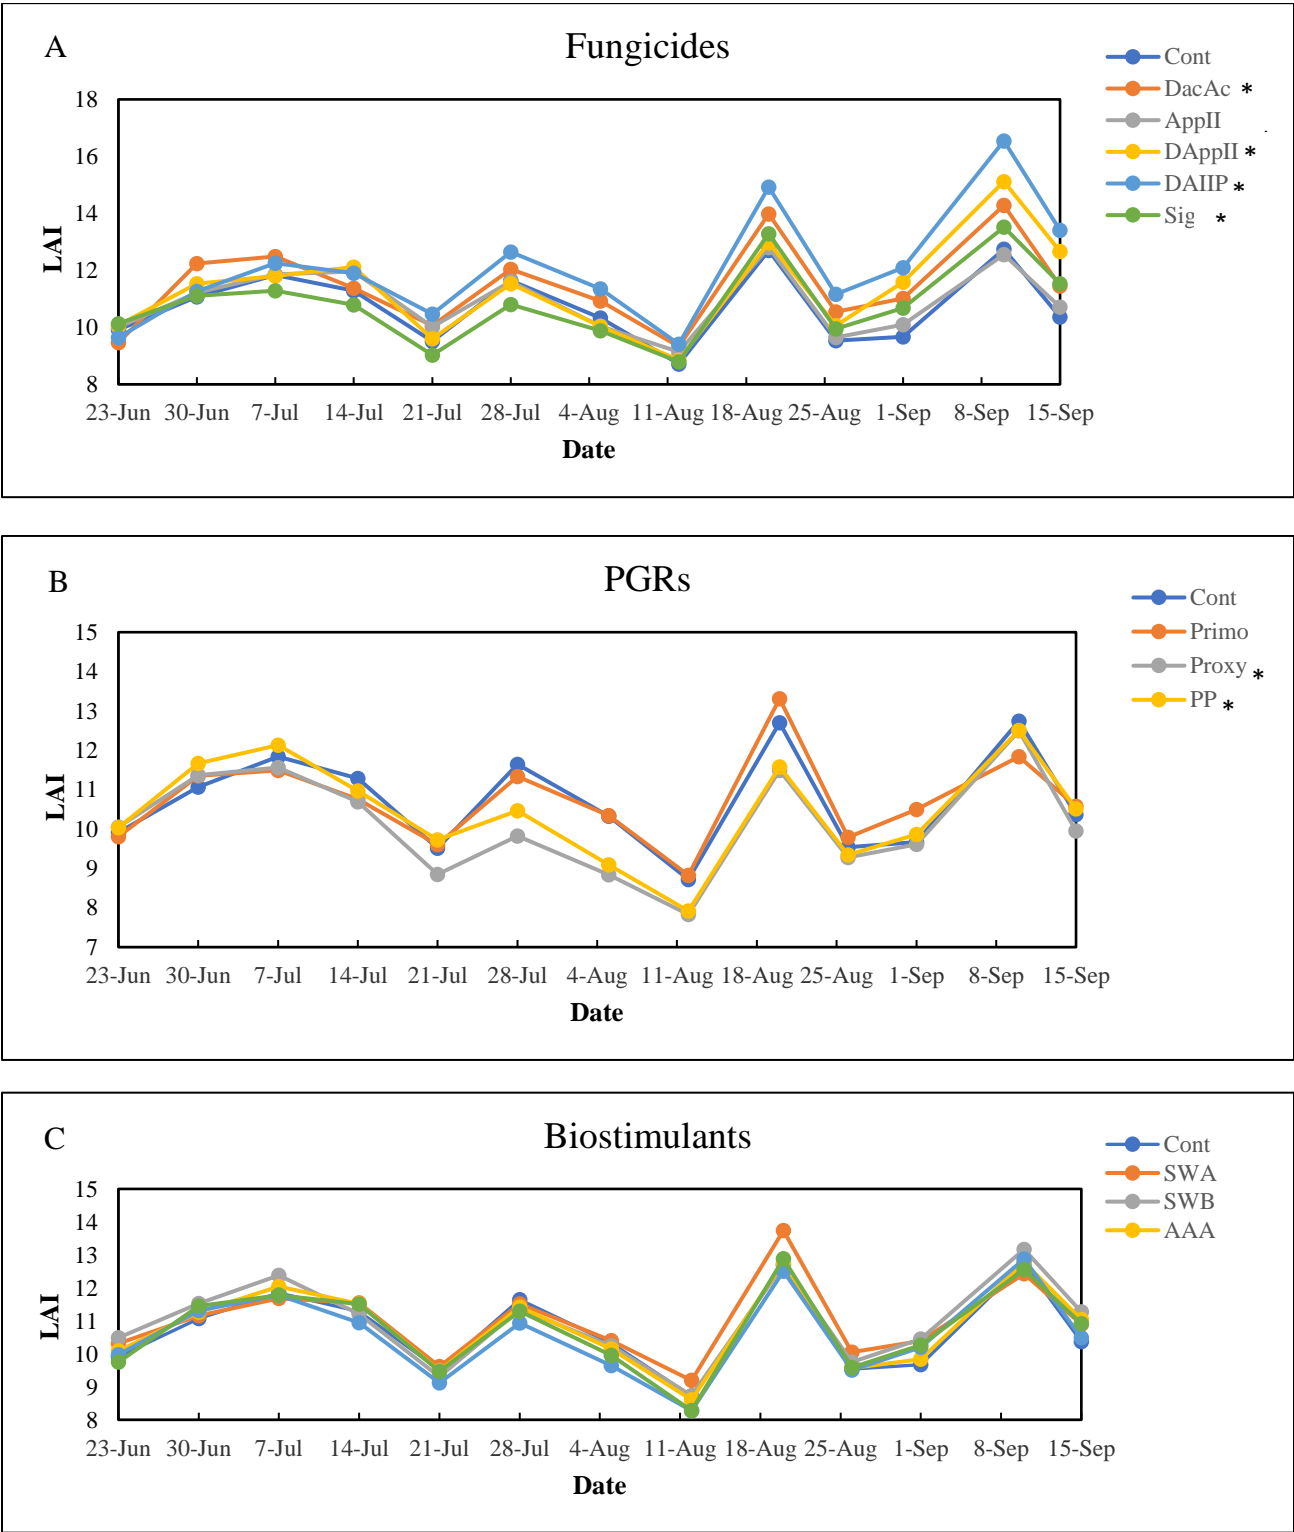 A
Fungicides
Cont
DacAc *
AppII
DAppII *
DAIIP *
Sig *
18
16
14
12
10
8
LAI
23-Jun 30-Jun 7-Jul 14-Jul 21-Jul 28-Jul 4-Aug 11-Aug 18-Aug 25-Aug 1-Sep 8-Sep 15-Sep
Date
B
PGRs
Cont
Primo
Proxy *
PP *
15
14
13
12
11
10
9
8
7
LAI
23-Jun 30-Jun 7-Jul 14-Jul 21-Jul 28-Jul 4-Aug 11-Aug 18-Aug 25-Aug 1-Sep 8-Sep 15-Sep
Date
C
Biostimulants
Cont
SWA
SWB
AAA
15
14
13
12
11
10
9
8
LAI
23-Jun 30-Jun 7-Jul 14-Jul 21-Jul 28-Jul 4-Aug 11-Aug 18-Aug 25-Aug 1-Sep 8-Sep 15-Sep
Date